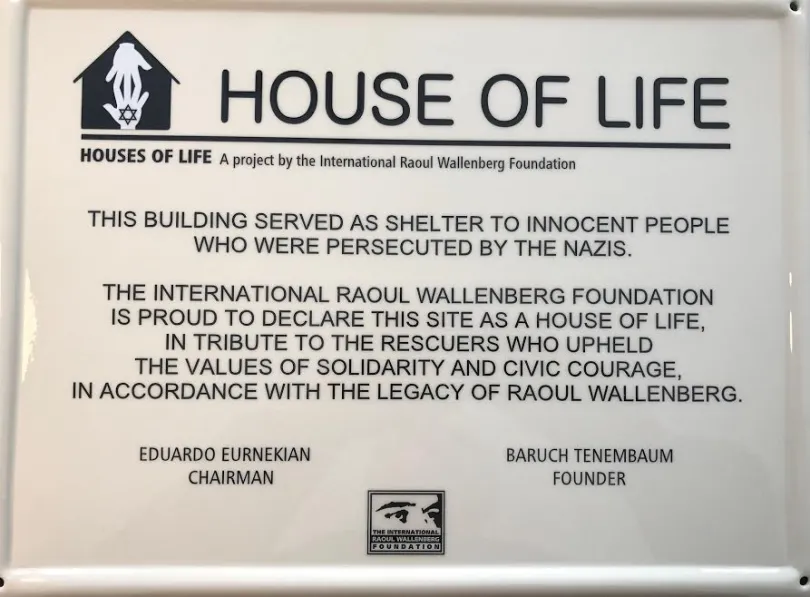 HOUSE OF LIFE
HOUSES OF LIFE A project by the International Raoul Wallenberg Foundation
THIS BUILDING SERVED AS SHELTER TO INNOCENT PEOPLE
WHO WERE PERSECUTED BY THE NAZIS.
THE INTERNATIONAL RAOUL WALLENBERG FOUNDATION
IS PROUD TO DECLARE THIS SITE AS A HOUSE OF LIFE,
IN TRIBUTE TO THE RESCUERS WHO UPHELD
THE VALUES OF SOLIDARITY AND CIVIC COURAGE,
IN ACCORDANCE WITH THE LEGACY OF RAOUL WALLENBERG.
EDUARDO EURNEKIAN
CHAIRMAN
BARUCH TENEMBAUM
FOUNDER
THE INTERNATIONAL
RAOUL WALLENBERG
FOUNDATION